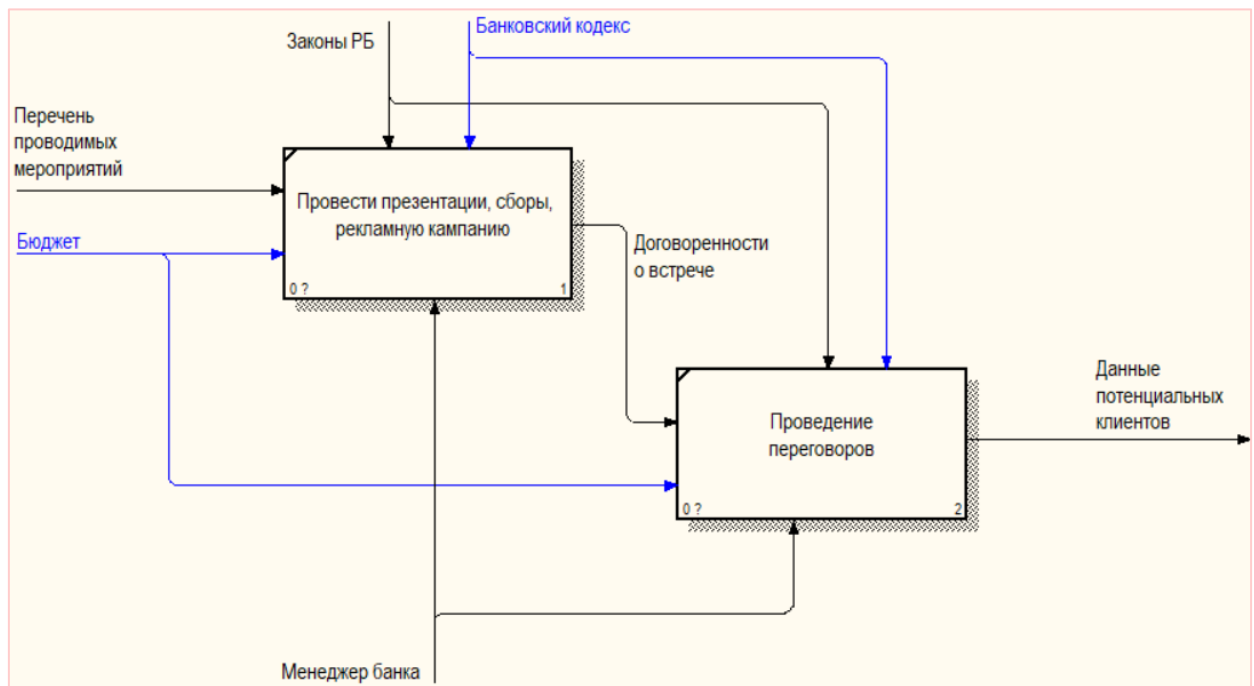 Банковский кодекс
Законы РБ
Перечень
проводимых
мероприятий
Провести презентации, сборы,
рекламную кампанию
0 ?
1
Бюджет
Договоренности
о встрече
Данные
потенциальных
клиентов
Проведение
переговоров
0 ?
2
Менеджер банка